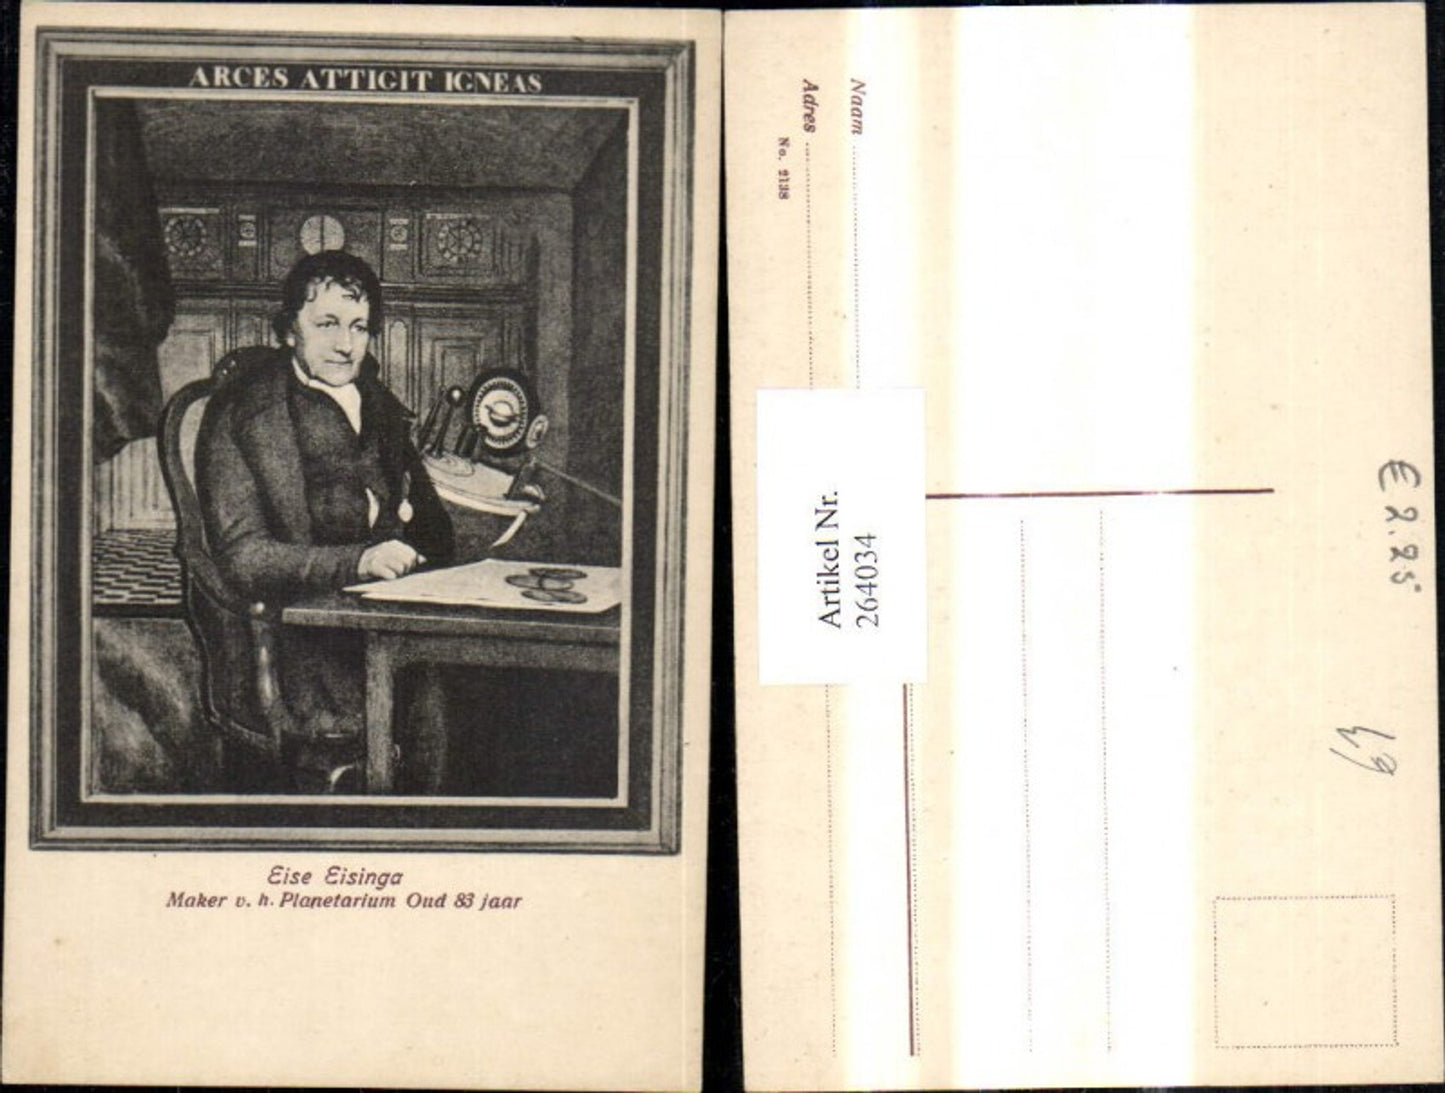 ARCES ATTIGIT IGNEAS
Eise Eisinga
Maker v. h. Planetarium Oud 83 jaar
Naam
Adres
No. 2138
Artikel Nr.
264034
€ 2.25